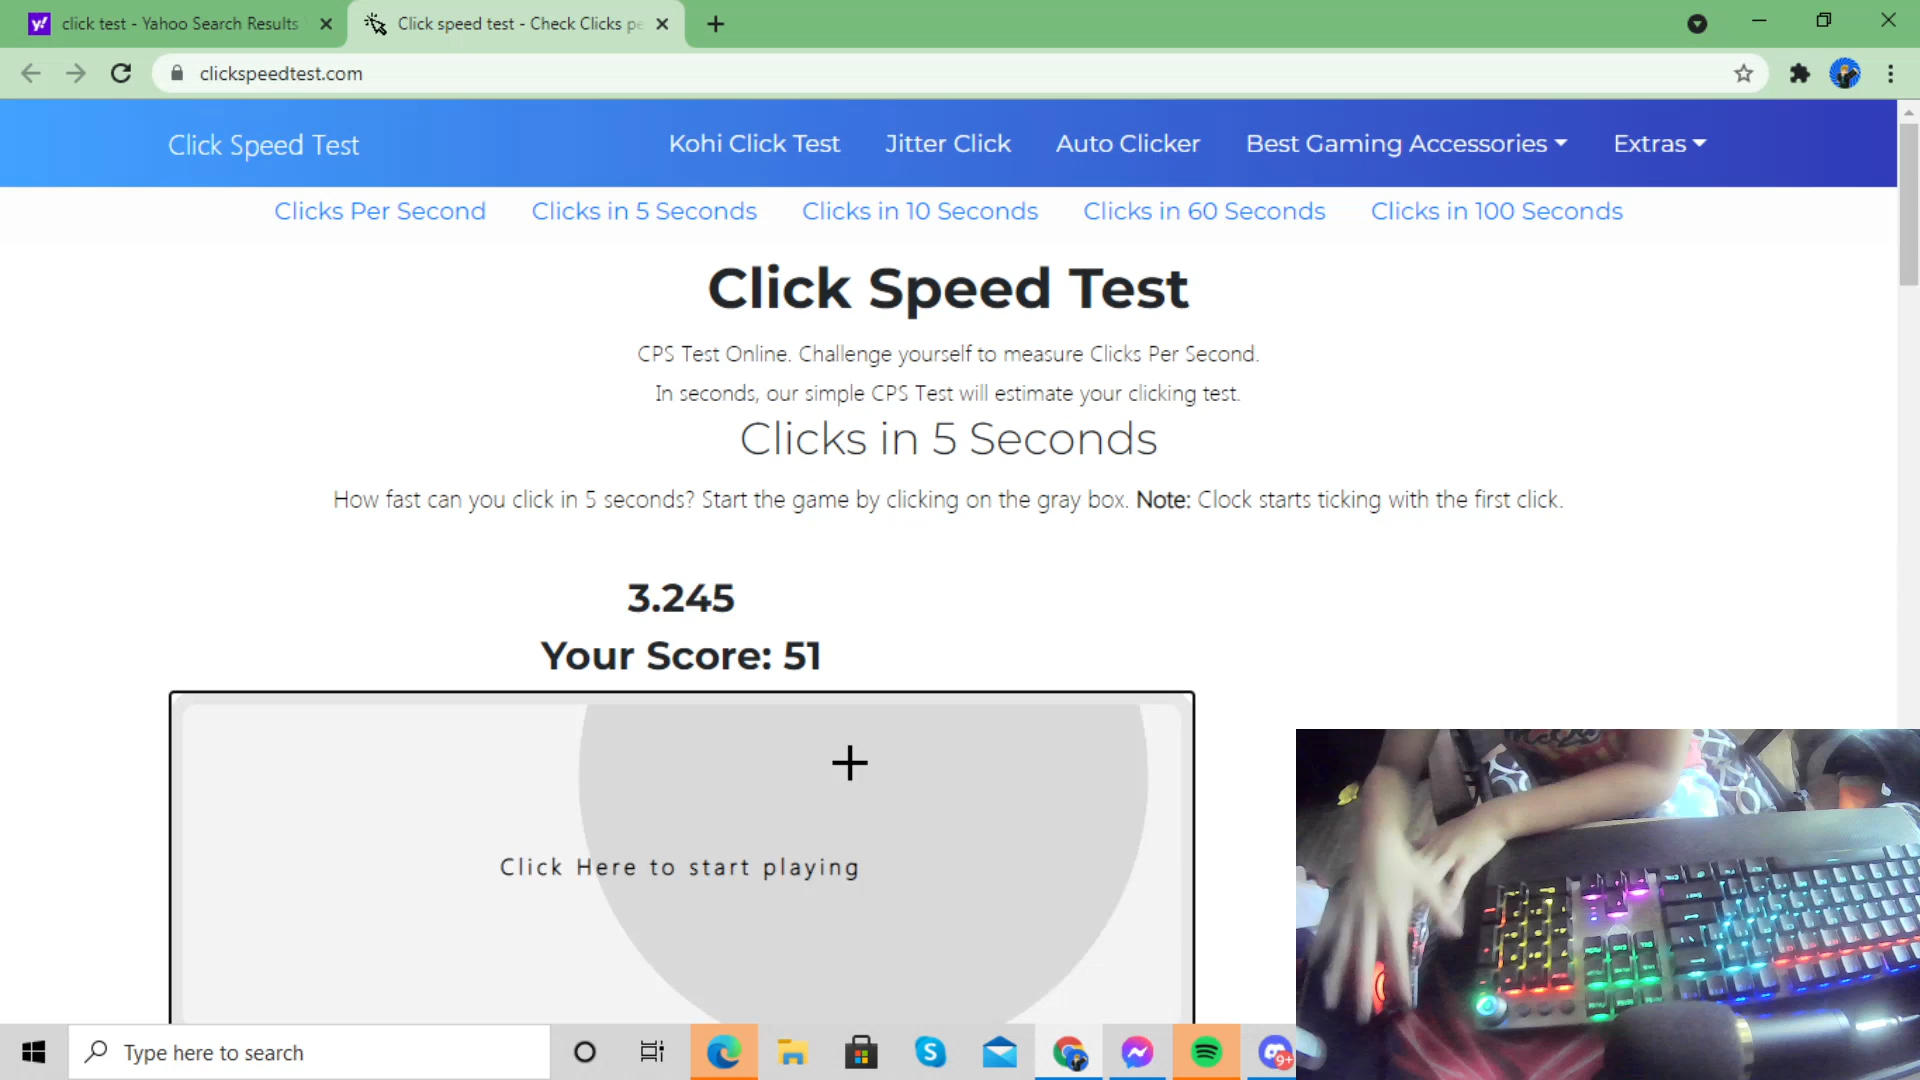 click test - Yahoo Search Results
Click speed test - Check Clicks pe
clickspeedtest.com
Click Speed Test
Kohi Click Test
Jitter Click
Auto Clicker
Best Gaming Accessories
Extras
Clicks Per Second
Clicks in 5 Seconds
Clicks in 10 Seconds
Clicks in 60 Seconds
Clicks in 100 Seconds
Click Speed Test
CPS Test Online. Challenge yourself to measure Clicks Per Second.
In seconds, our simple CPS Test will estimate your clicking test.
Clicks in 5 Seconds
How fast can you click in 5 seconds? Start the game by clicking on the gray box. Note: Clock starts ticking with the first click.
3.245
Your Score: 51
Click Here to start playing
Type here to search
9+